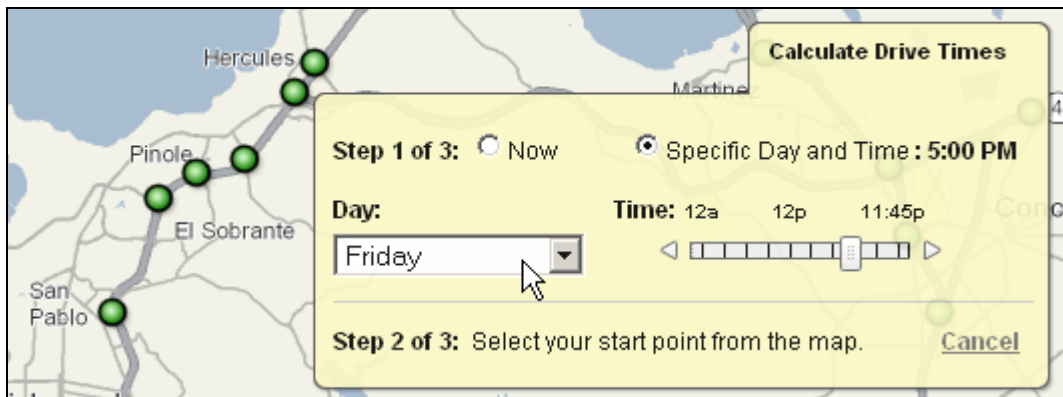 Calculate Drive Times
Hercules
Martinez
4
Step 1 of 3: Now Specific Day and Time : 5:00 PM
Pinole
Day: Time: 12a 12p 11:45p
El Sobrante
Friday
San
Pablo
Step 2 of 3: Select your start point from the map. Cancel